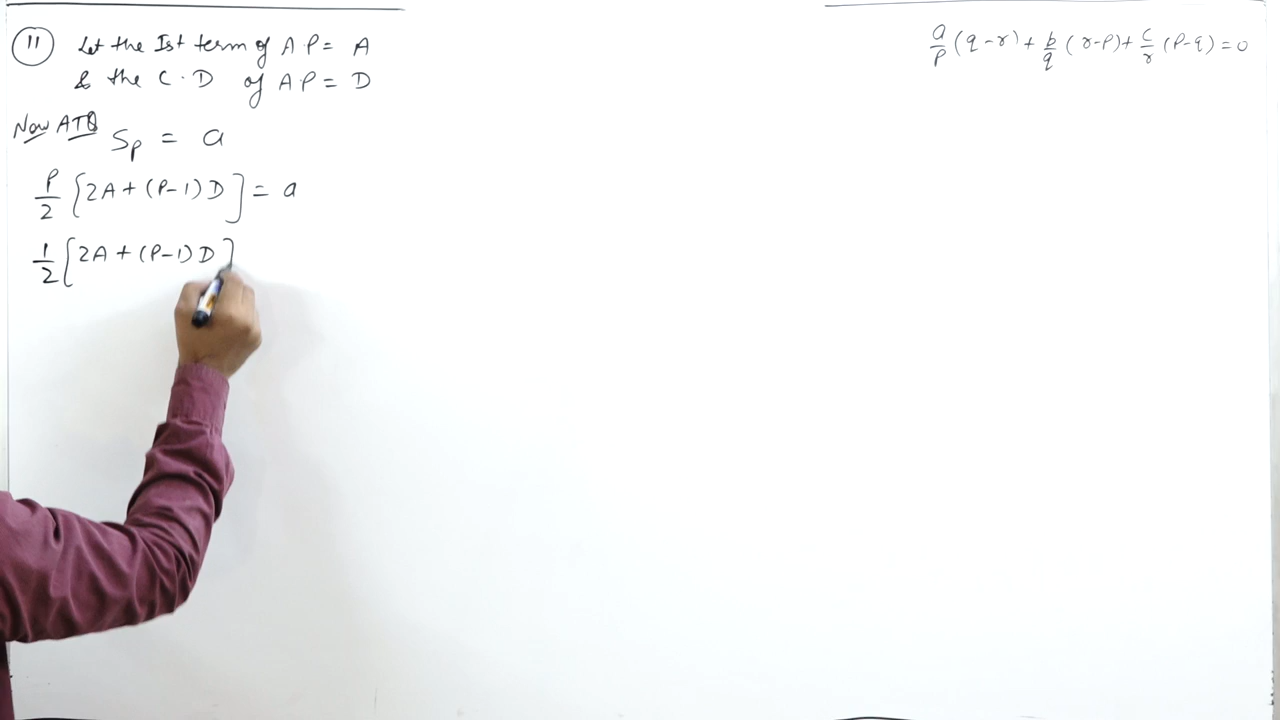 11 Let the Ist term of A.P = A
& the C.D of AP = D
Now ATQ Sp = a
P/2 [2A + (P-1) D] = a
1/2 [2A + (P-1) D]
a/p (q-r) + b/q (r-p) + c/r (p-q) = 0